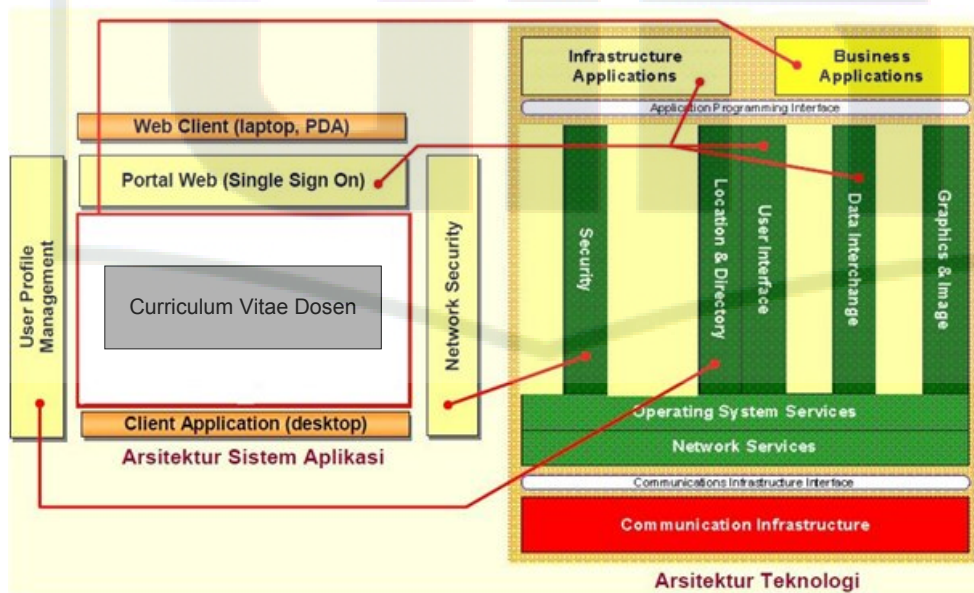 Infrastructure
Applications
Business
Applications
Application Programming Interface
Web Client (laptop, PDA)
Portal Web (Single Sign On)
User Profile
Management
Curriculum Vitae Dosen
Network Security
Client Application (desktop)
Arsitektur Sistem Aplikasi
Security
Location & Directory
User Interface
Data Interchange
Graphics & Image
Operating System Services
Network Services
Communications Infrastructure Interface
Communication Infrastructure
Arsitektur Teknologi